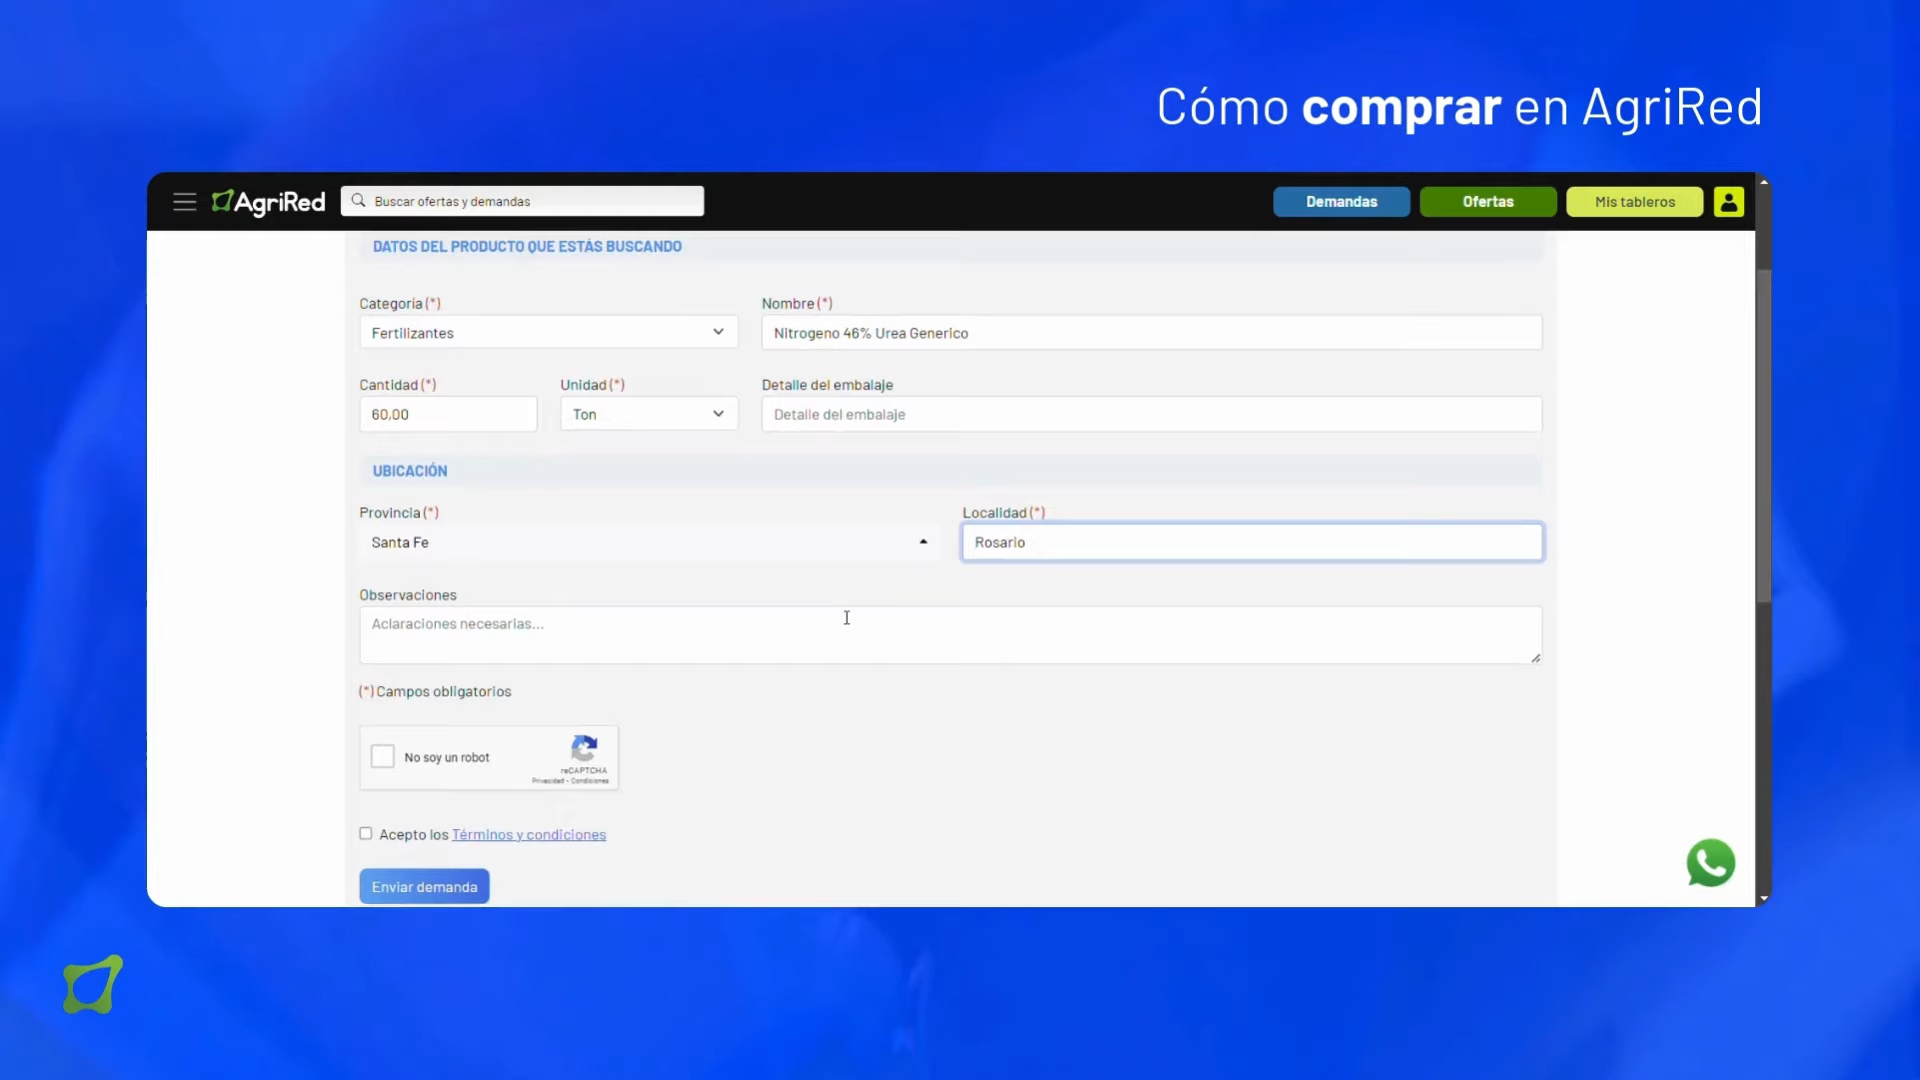 Cómo comprar en AgriRed
AgriRed
Buscar ofertas y demandas
Demandas
Ofertas
Mis tableros
DATOS DEL PRODUCTO QUE ESTÁS BUSCANDO
Categoría (*)
Nombre (*)
Fertilizantes
Nitrogeno 46% Urea Generico
Cantidad (*)
Unidad (*)
Detalle del embalaje
60,00
Ton
Detalle del embalaje
UBICACIÓN
Provincia (*)
Localidad (*)
Santa Fe
Rosario
Observaciones
Aclaraciones necesarias...
(*) Campos obligatorios
No soy un robot
reCAPTCHA
Privacidad - Condiciones
Acepto los Términos y condiciones
Enviar demanda